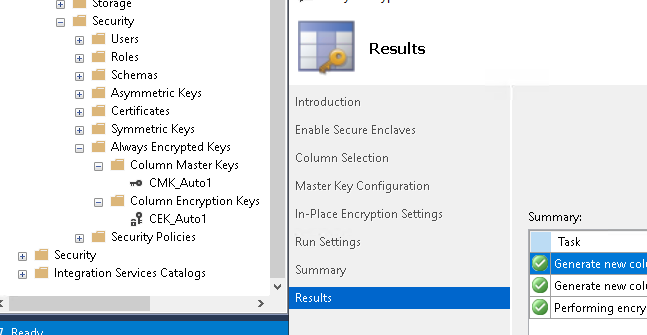 Storage
Security
Users
Roles
Schemas
Asymmetric Keys
Certificates
Symmetric Keys
Always Encrypted Keys
Column Master Keys
CMK_Auto1
Column Encryption Keys
CEK_Auto1
Security Policies
Security
Integration Services Catalogs
Ready
Results
Introduction
Enable Secure Enclaves
Column Selection
Master Key Configuration
In-Place Encryption Settings
Run Settings
Summary
Results
Summary:
Task
Generate new colu
Generate new colu
Performing encry